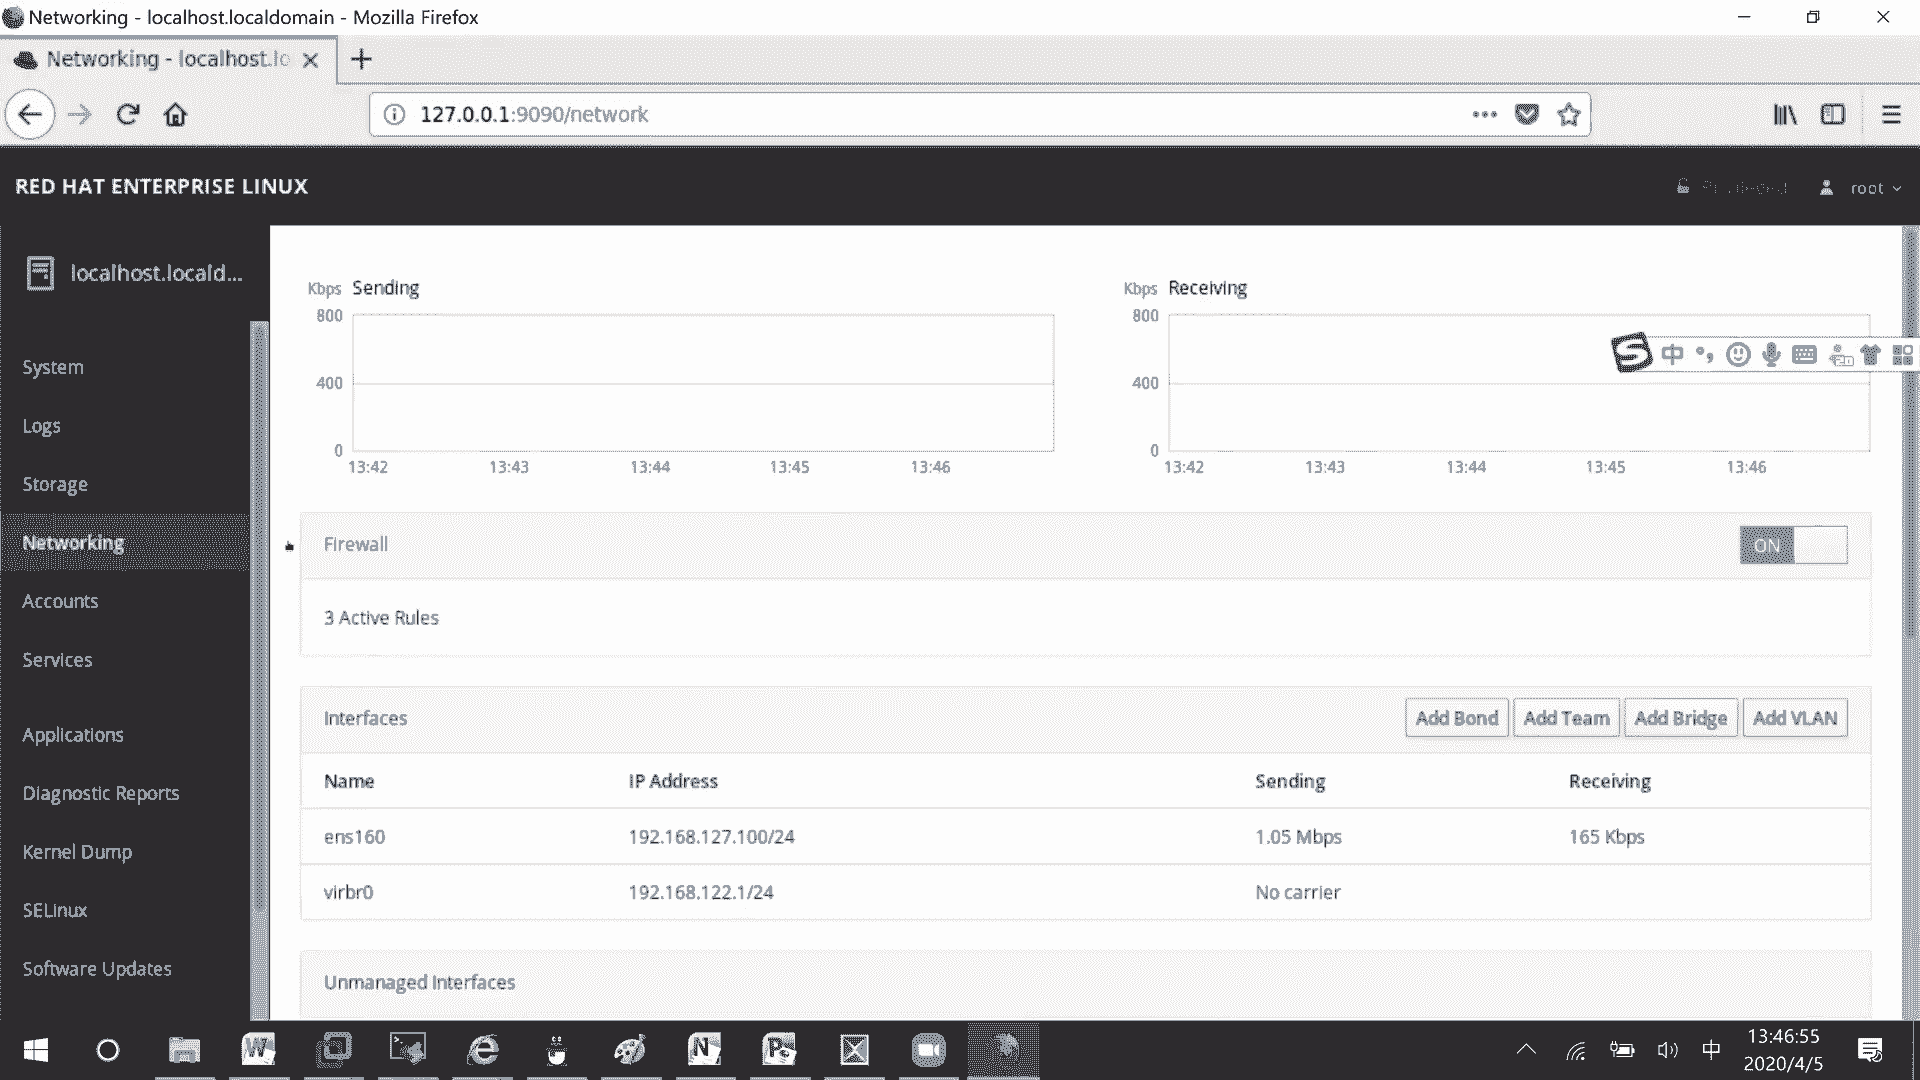 Networking - localhost.localdomain - Mozilla Firefox
Networking - localhost.lo
127.0.0.1:9090/network
RED HAT ENTERPRISE LINUX
root
localhost.locald...
System
Logs
Storage
Networking
Accounts
Services
Applications
Diagnostic Reports
Kernel Dump
SELinux
Software Updates
Kbps Sending
800
400
0
13:42 13:43 13:44 13:45 13:46
Kbps Receiving
800
400
0
13:42 13:43 13:44 13:45 13:46
中
Firewall
ON
3 Active Rules
Interfaces
Add Bond Add Team Add Bridge Add VLAN
Name IP Address Sending Receiving
ens160 192.168.127.100/24 1.05 Mbps 165 Kbps
virbr0 192.168.122.1/24 No carrier
Unmanaged Interfaces
中
13:46:55
2020/4/5